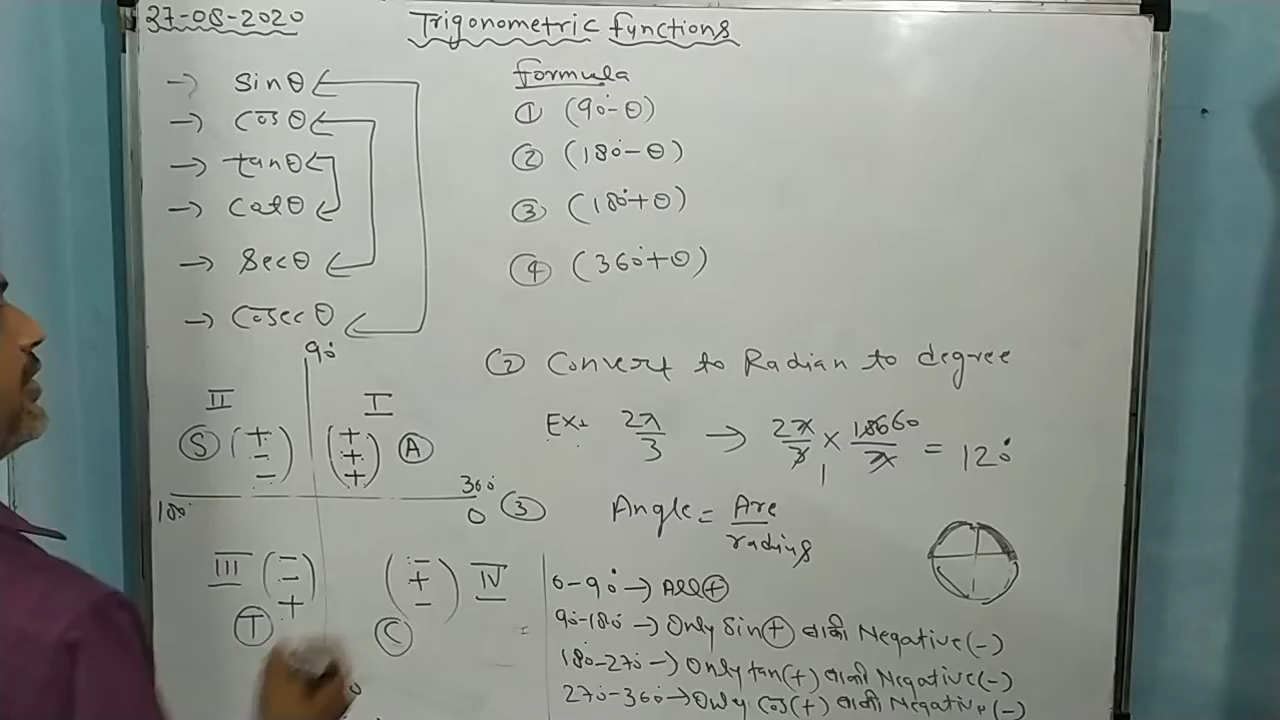 27-08-2020
Trigonometric functions
→ Sinθ
→ Cosθ
→ tanθ
→ Cotθ
→ Secθ
→ Cosecθ
formula
① (90°-θ)
② (180°-θ)
③ (180°+θ)
④ (360°+θ)
90°
II
I
Ⓢ (+ - -)
(+ + +) Ⓐ
180°
360°
0
III (- - +)
(- + -) IV
Ⓣ
Ⓒ
② Convert to Radian to degree
Ex: 2π/3 → 2π/3 × 180 60/π = 120°
1
③ Angle = Arc/radius
0-90° → All ⊕
90°-180° → Only Sin ⊕ बाकी Negative(-)
180°-270° → Only tan(+) बाकी Negative(-)
270°-360° → Only Cos(+) बाकी Negative(-)